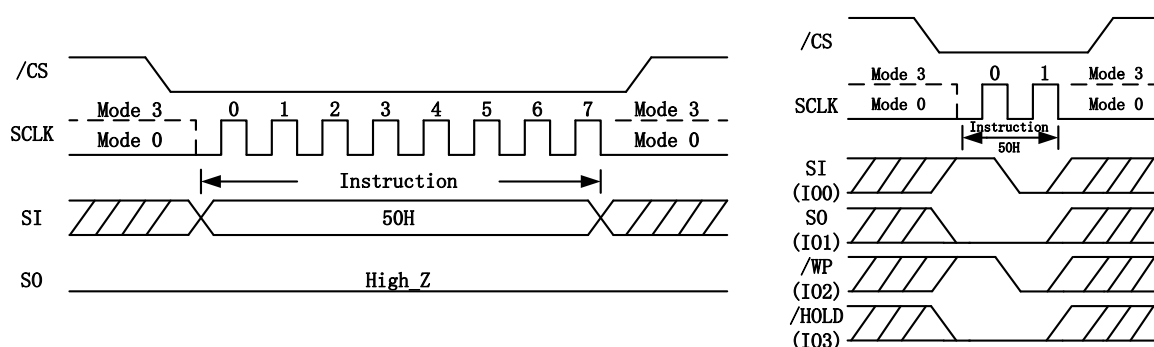 /CS
Mode 3 0 1 2 3 4 5 6 7 Mode 3
SCLK
Mode 0 Mode 0
Instruction
SI 50H
SO High_Z
/CS
Mode 3 0 1 Mode 3
SCLK Mode 0 Mode 0
Instruction
50H
SI
(IO0)
SO
(IO1)
/WP
(IO2)
/HOLD
(IO3)